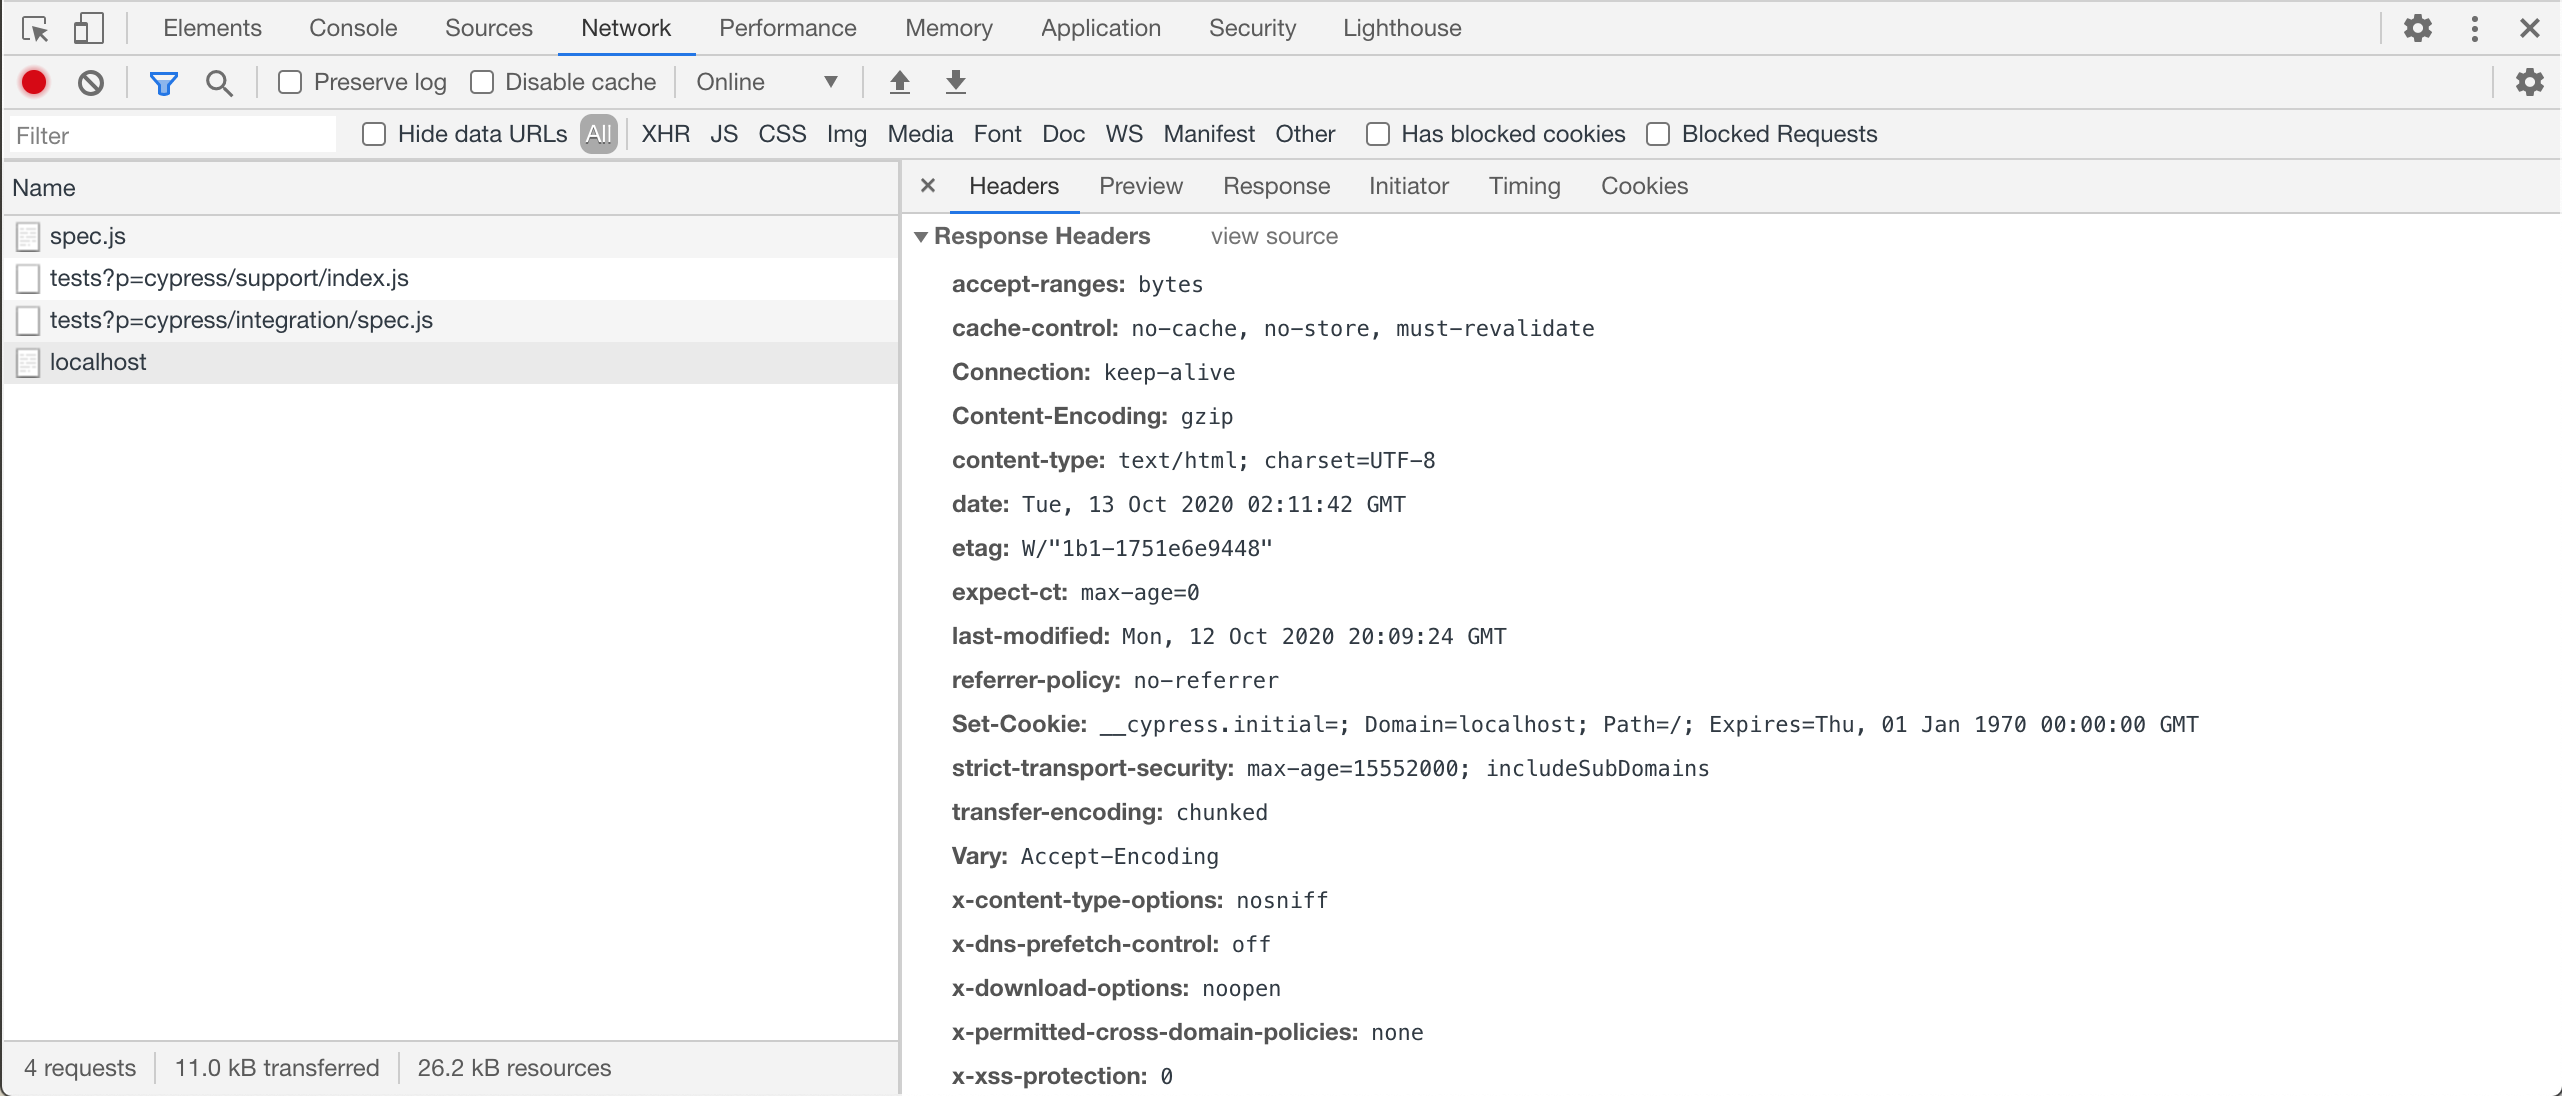 Elements Console Sources Network Performance Memory Application Security Lighthouse
Preserve log Disable cache Online
Filter Hide data URLs All XHR JS CSS Img Media Font Doc WS Manifest Other Has blocked cookies Blocked Requests
Name
spec.js
tests?p=cypress/support/index.js
tests?p=cypress/integration/spec.js
localhost
4 requests 11.0 kB transferred 26.2 kB resources
Headers Preview Response Initiator Timing Cookies
Response Headers view source
accept-ranges: bytes
cache-control: no-cache, no-store, must-revalidate
Connection: keep-alive
Content-Encoding: gzip
content-type: text/html; charset=UTF-8
date: Tue, 13 Oct 2020 02:11:42 GMT
etag: W/"1b1-1751e6e9448"
expect-ct: max-age=0
last-modified: Mon, 12 Oct 2020 20:09:24 GMT
referrer-policy: no-referrer
Set-Cookie: __cypress.initial=; Domain=localhost; Path=/; Expires=Thu, 01 Jan 1970 00:00:00 GMT
strict-transport-security: max-age=15552000; includeSubDomains
transfer-encoding: chunked
Vary: Accept-Encoding
x-content-type-options: nosniff
x-dns-prefetch-control: off
x-download-options: noopen
x-permitted-cross-domain-policies: none
x-xss-protection: 0